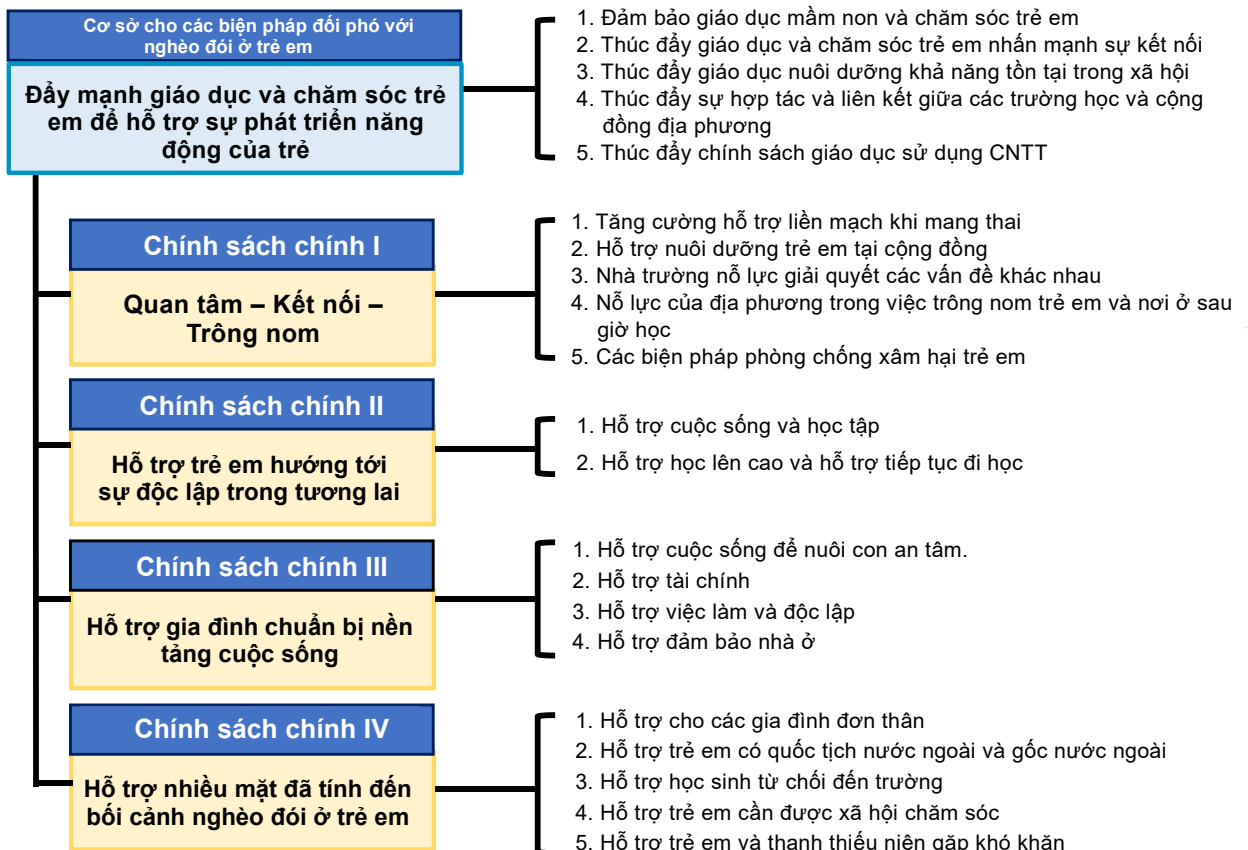 Cơ sở cho các biện pháp đối phó với
nghèo đói ở trẻ em
Đẩy mạnh giáo dục và chăm sóc trẻ
em để hỗ trợ sự phát triển năng
động của trẻ
1. Đảm bảo giáo dục mầm non và chăm sóc trẻ em
2. Thúc đẩy giáo dục và chăm sóc trẻ em nhấn mạnh sự kết nối
3. Thúc đẩy giáo dục nuôi dưỡng khả năng tồn tại trong xã hội
4. Thúc đẩy sự hợp tác và liên kết giữa các trường học và cộng
đồng địa phương
5. Thúc đẩy chính sách giáo dục sử dụng CNTT
Chính sách chính I
Quan tâm – Kết nối –
Trông nom
1. Tăng cường hỗ trợ liền mạch khi mang thai
2. Hỗ trợ nuôi dưỡng trẻ em tại cộng đồng
3. Nhà trường nỗ lực giải quyết các vấn đề khác nhau
4. Nỗ lực của địa phương trong việc trông nom trẻ em và nơi ở sau
giờ học
5. Các biện pháp phòng chống xâm hại trẻ em
Chính sách chính II
Hỗ trợ trẻ em hướng tới
sự độc lập trong tương lai
1. Hỗ trợ cuộc sống và học tập
2. Hỗ trợ học lên cao và hỗ trợ tiếp tục đi học
Chính sách chính III
Hỗ trợ gia đình chuẩn bị nền
tảng cuộc sống
1. Hỗ trợ cuộc sống để nuôi con an tâm.
2. Hỗ trợ tài chính
3. Hỗ trợ việc làm và độc lập
4. Hỗ trợ đảm bảo nhà ở
Chính sách chính IV
Hỗ trợ nhiều mặt đã tính đến
bối cảnh nghèo đói ở trẻ em
1. Hỗ trợ cho các gia đình đơn thân
2. Hỗ trợ trẻ em có quốc tịch nước ngoài và gốc nước ngoài
3. Hỗ trợ học sinh từ chối đến trường
4. Hỗ trợ trẻ em cần được xã hội chăm sóc
5. Hỗ trợ trẻ em và thanh thiếu niên gặp khó khăn